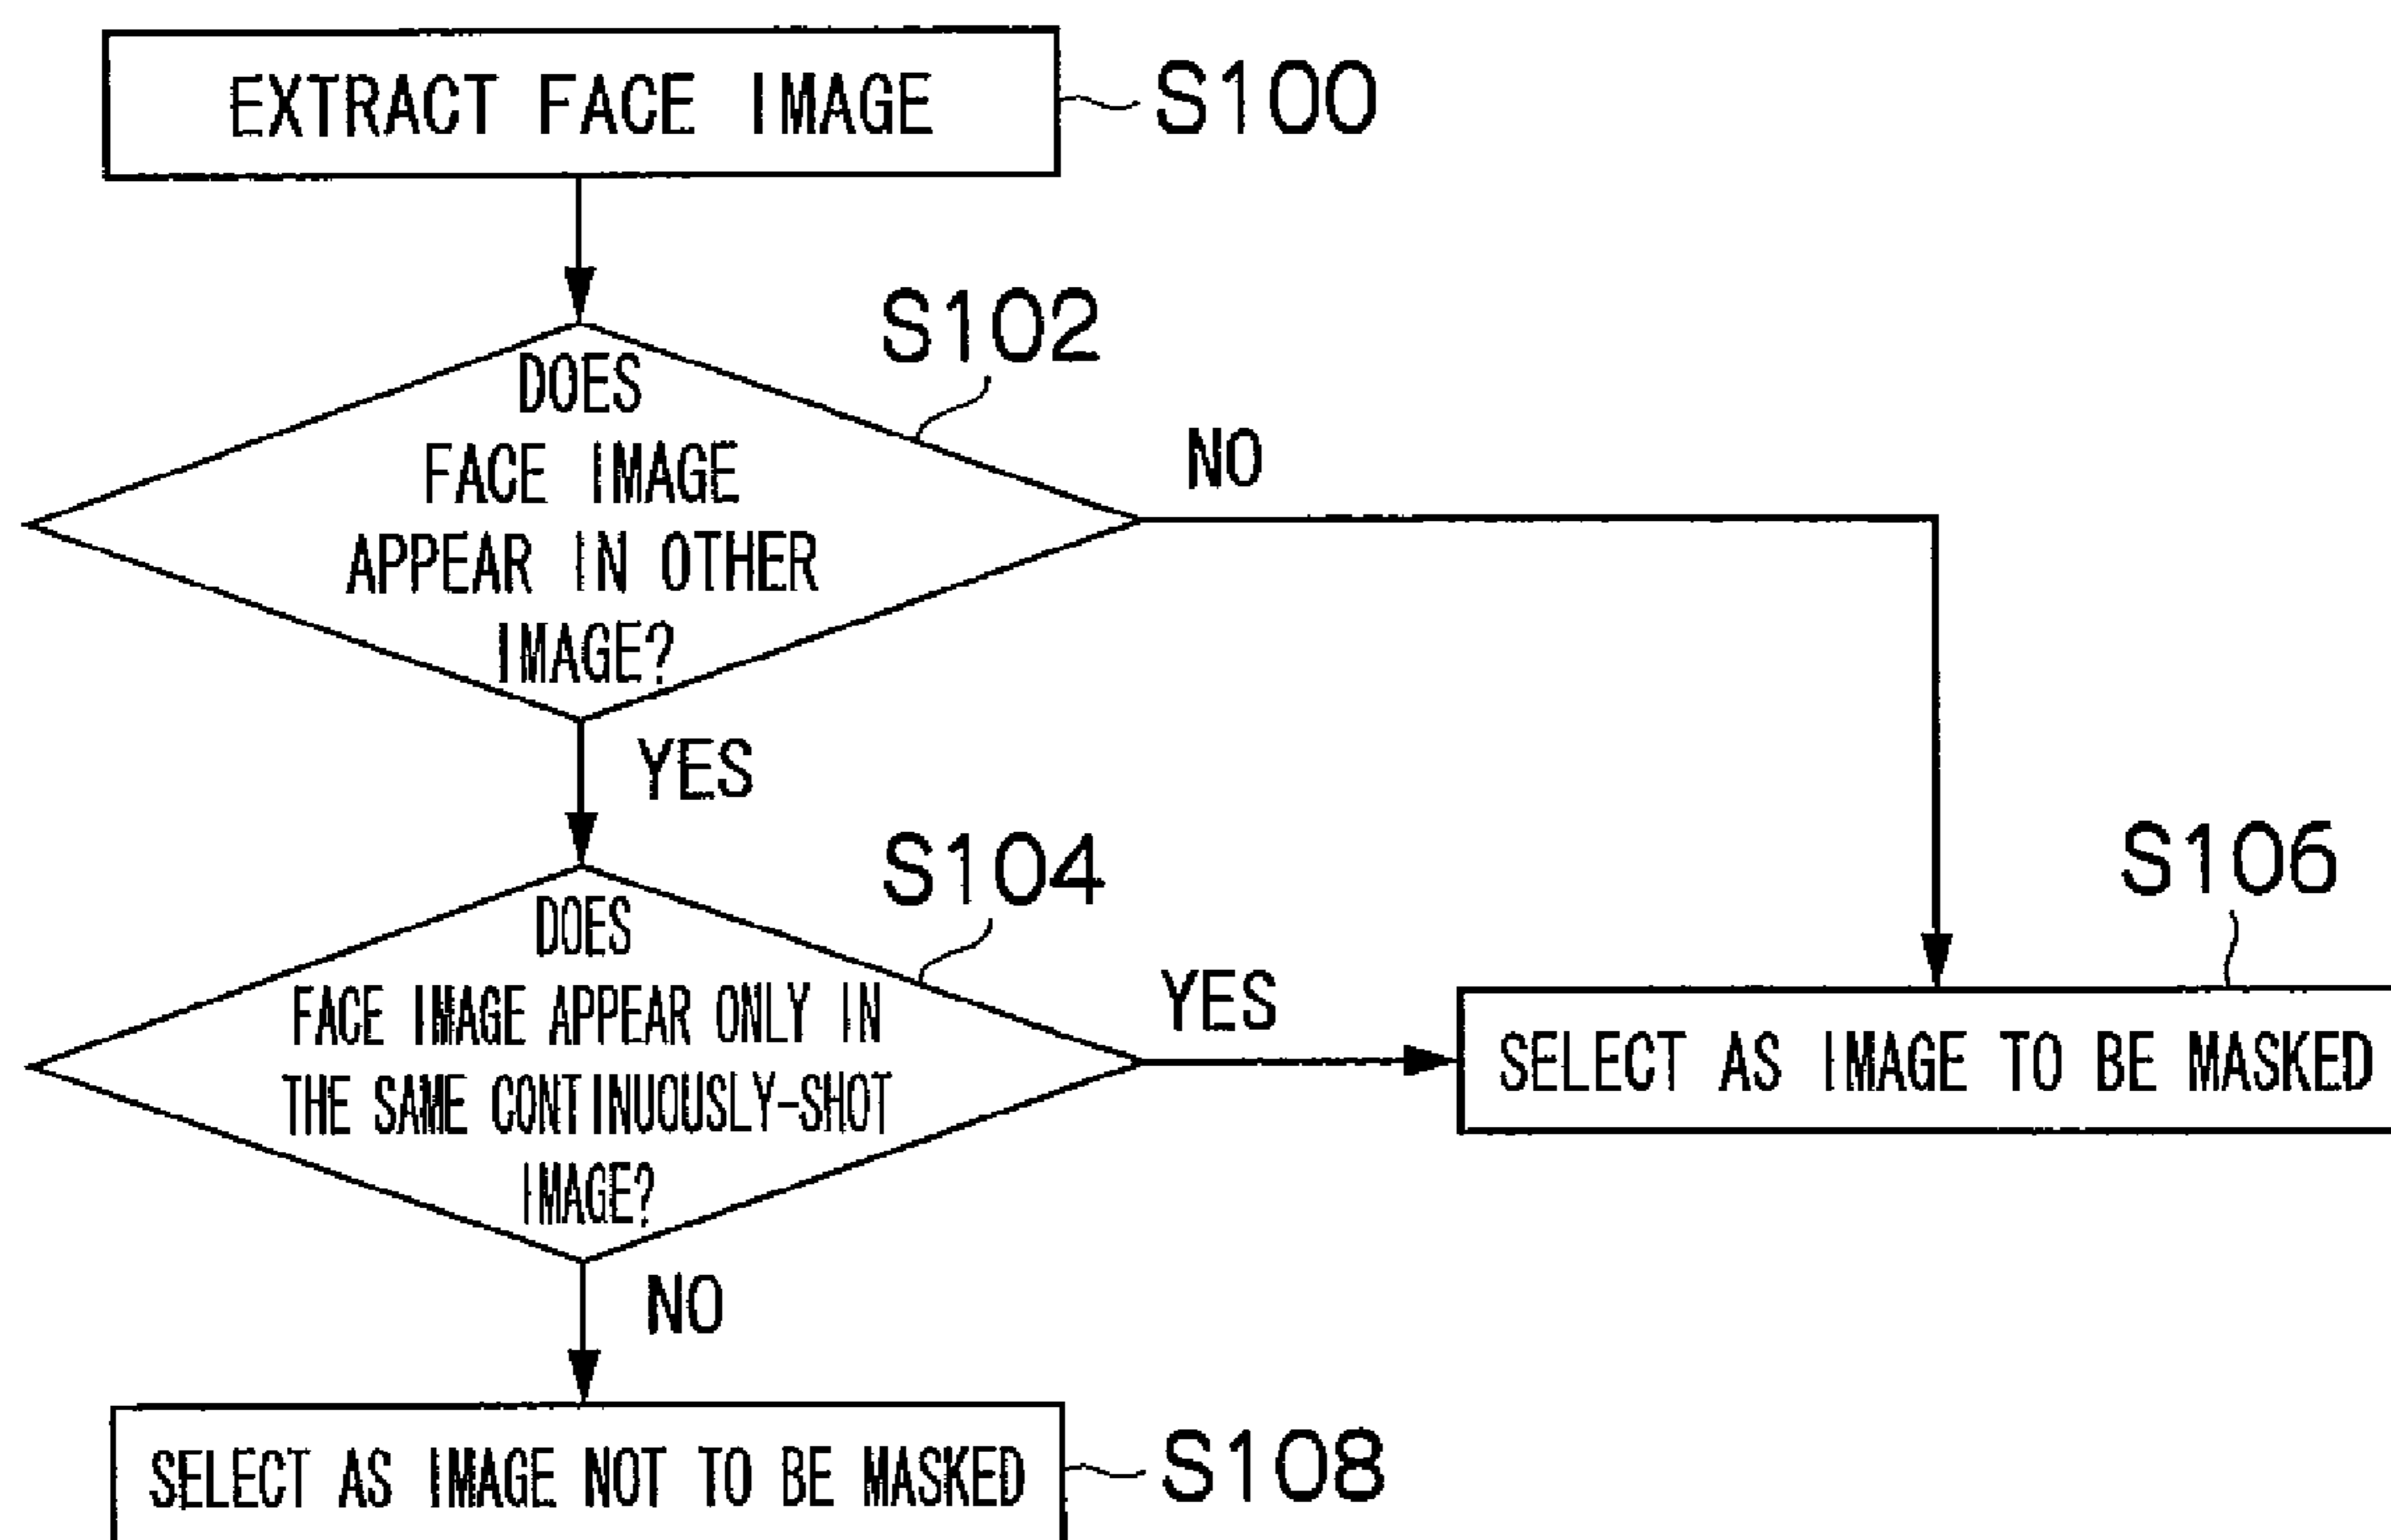 EXTRACT FACE IMAGE
S100
S102
DOES
FACE IMAGE
APPEAR IN OTHER
IMAGE?
NO
YES
S104
DOES
FACE IMAGE APPEAR ONLY IN
THE SAME CONTINUOUSLY-SHOT
IMAGE?
YES
S106
SELECT AS IMAGE TO BE MASKED
NO
SELECT AS IMAGE NOT TO BE MASKED
S108